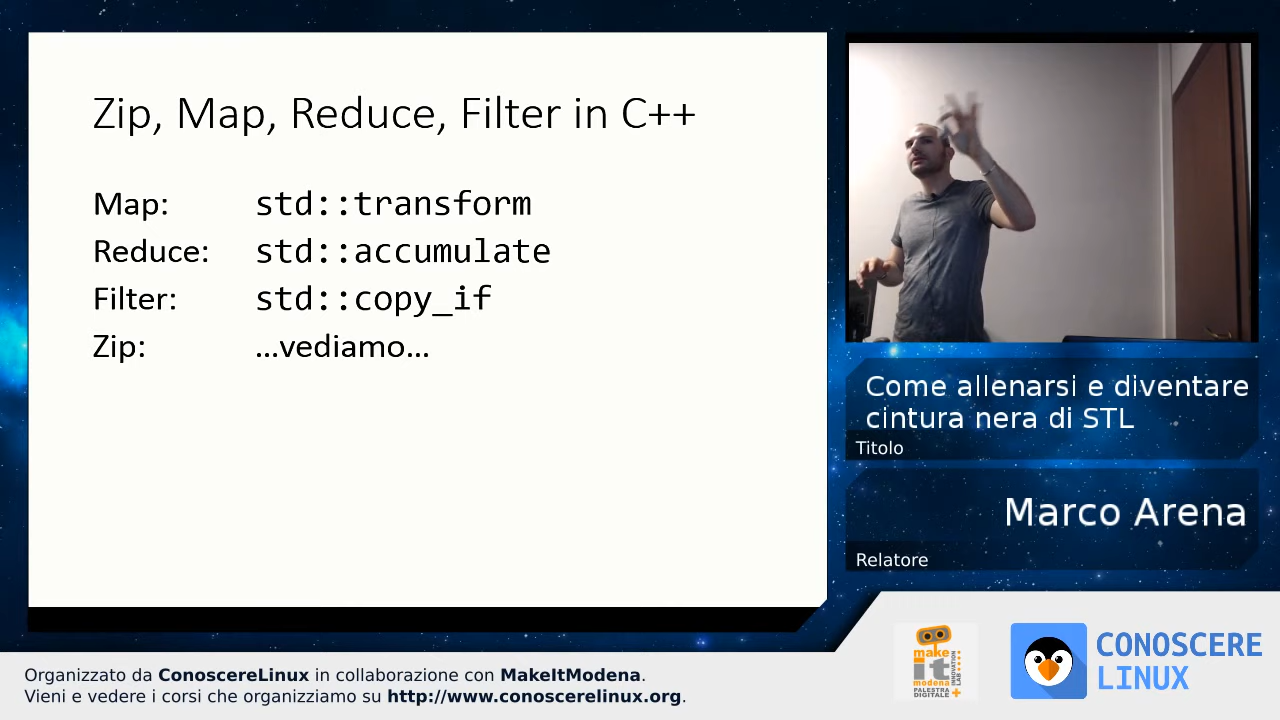 Zip, Map, Reduce, Filter in C++
Map: std::transform
Reduce: std::accumulate
Filter: std::copy_if
Zip: ...vediamo...
Come allenarsi e diventare
cintura nera di STL
Titolo
Marco Arena
Relatore
make
it
modena
PALESTRA
DIGITALE
INNOVATION
LAB
CONOSCERE
LINUX
Organizzato da ConoscereLinux in collaborazione con MakeItModena.
Vieni e vedere i corsi che organizziamo su http://www.conoscerelinux.org.